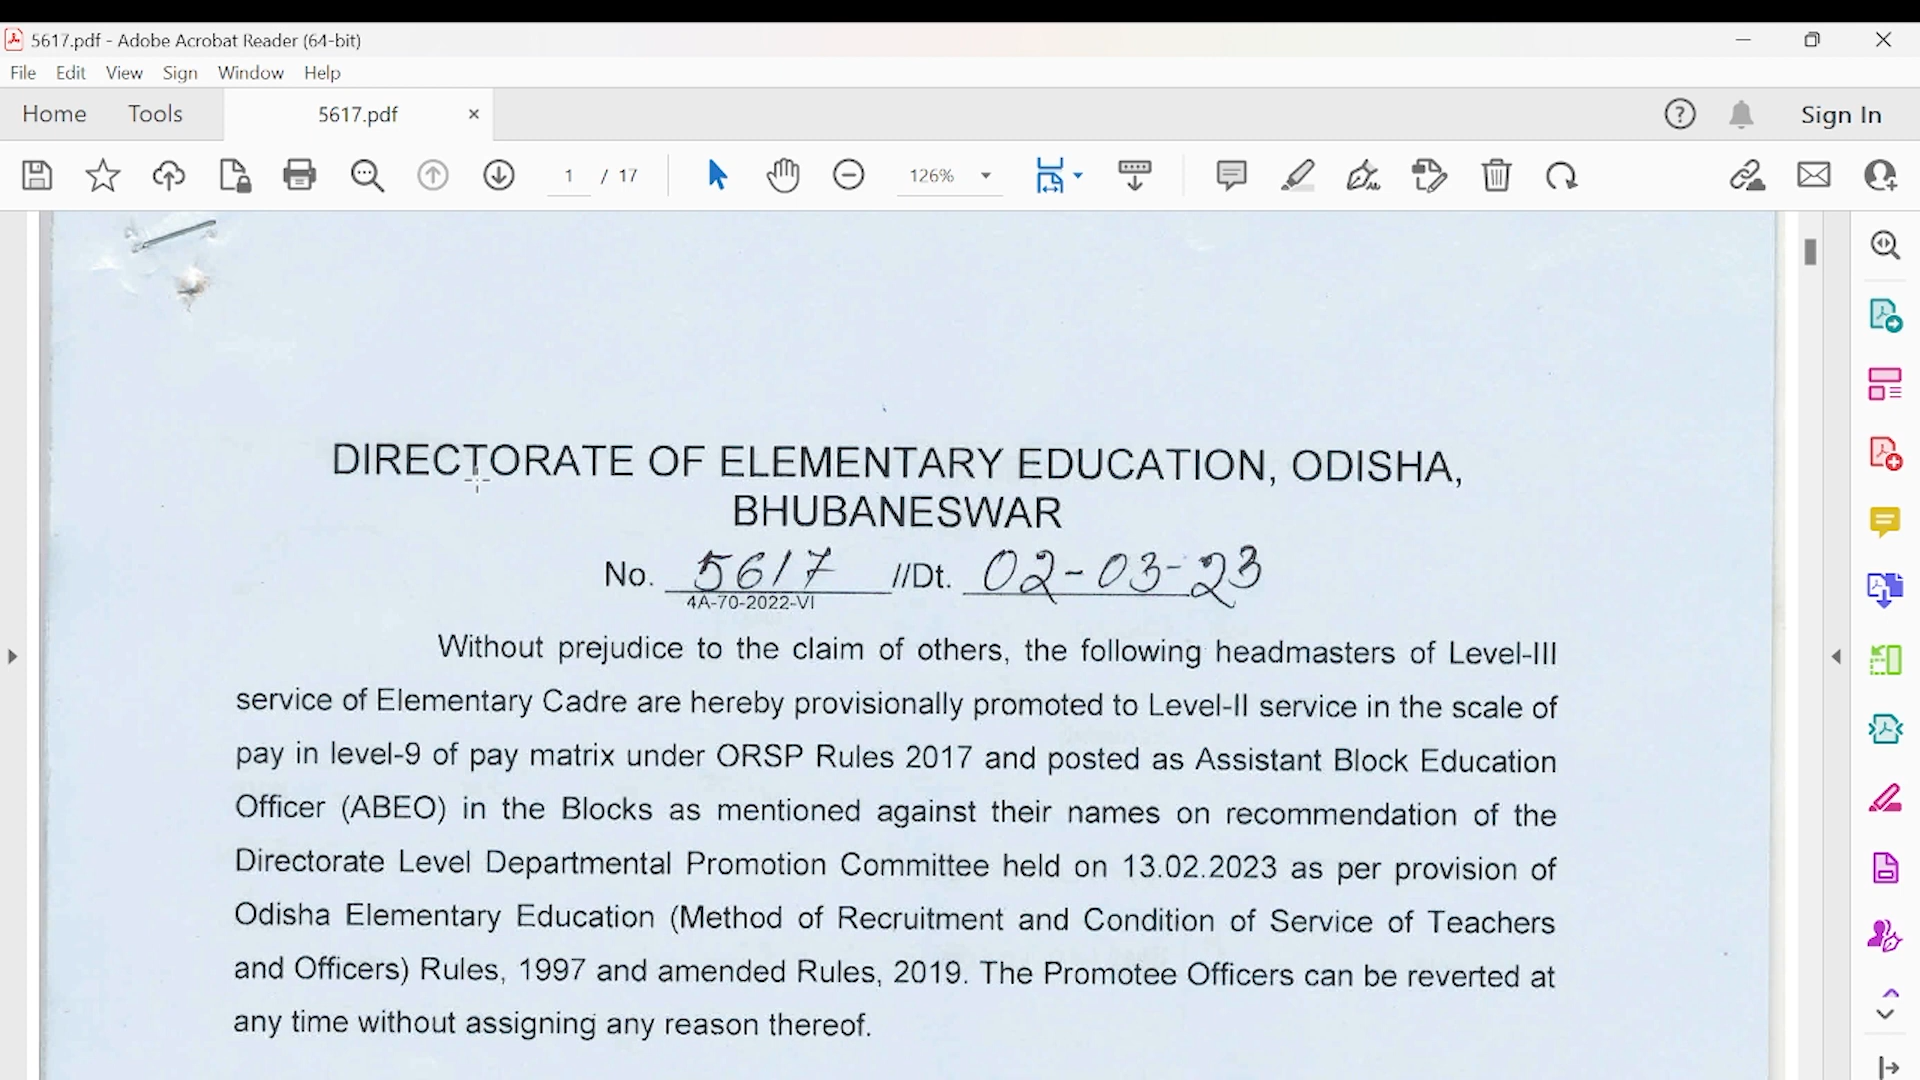 5617.pdf - Adobe Acrobat Reader (64-bit)
File Edit View Sign Window Help
Home Tools 5617.pdf × Sign In
1 / 17 126%
DIRECTORATE OF ELEMENTARY EDUCATION, ODISHA,
BHUBANESWAR
No. 5617 //Dt. 02-03-23
4A-70-2022-VI
Without prejudice to the claim of others, the following headmasters of Level-III
service of Elementary Cadre are hereby provisionally promoted to Level-II service in the scale of
pay in level-9 of pay matrix under ORSP Rules 2017 and posted as Assistant Block Education
Officer (ABEO) in the Blocks as mentioned against their names on recommendation of the
Directorate Level Departmental Promotion Committee held on 13.02.2023 as per provision of
Odisha Elementary Education (Method of Recruitment and Condition of Service of Teachers
and Officers) Rules, 1997 and amended Rules, 2019. The Promotee Officers can be reverted at
any time without assigning any reason thereof.